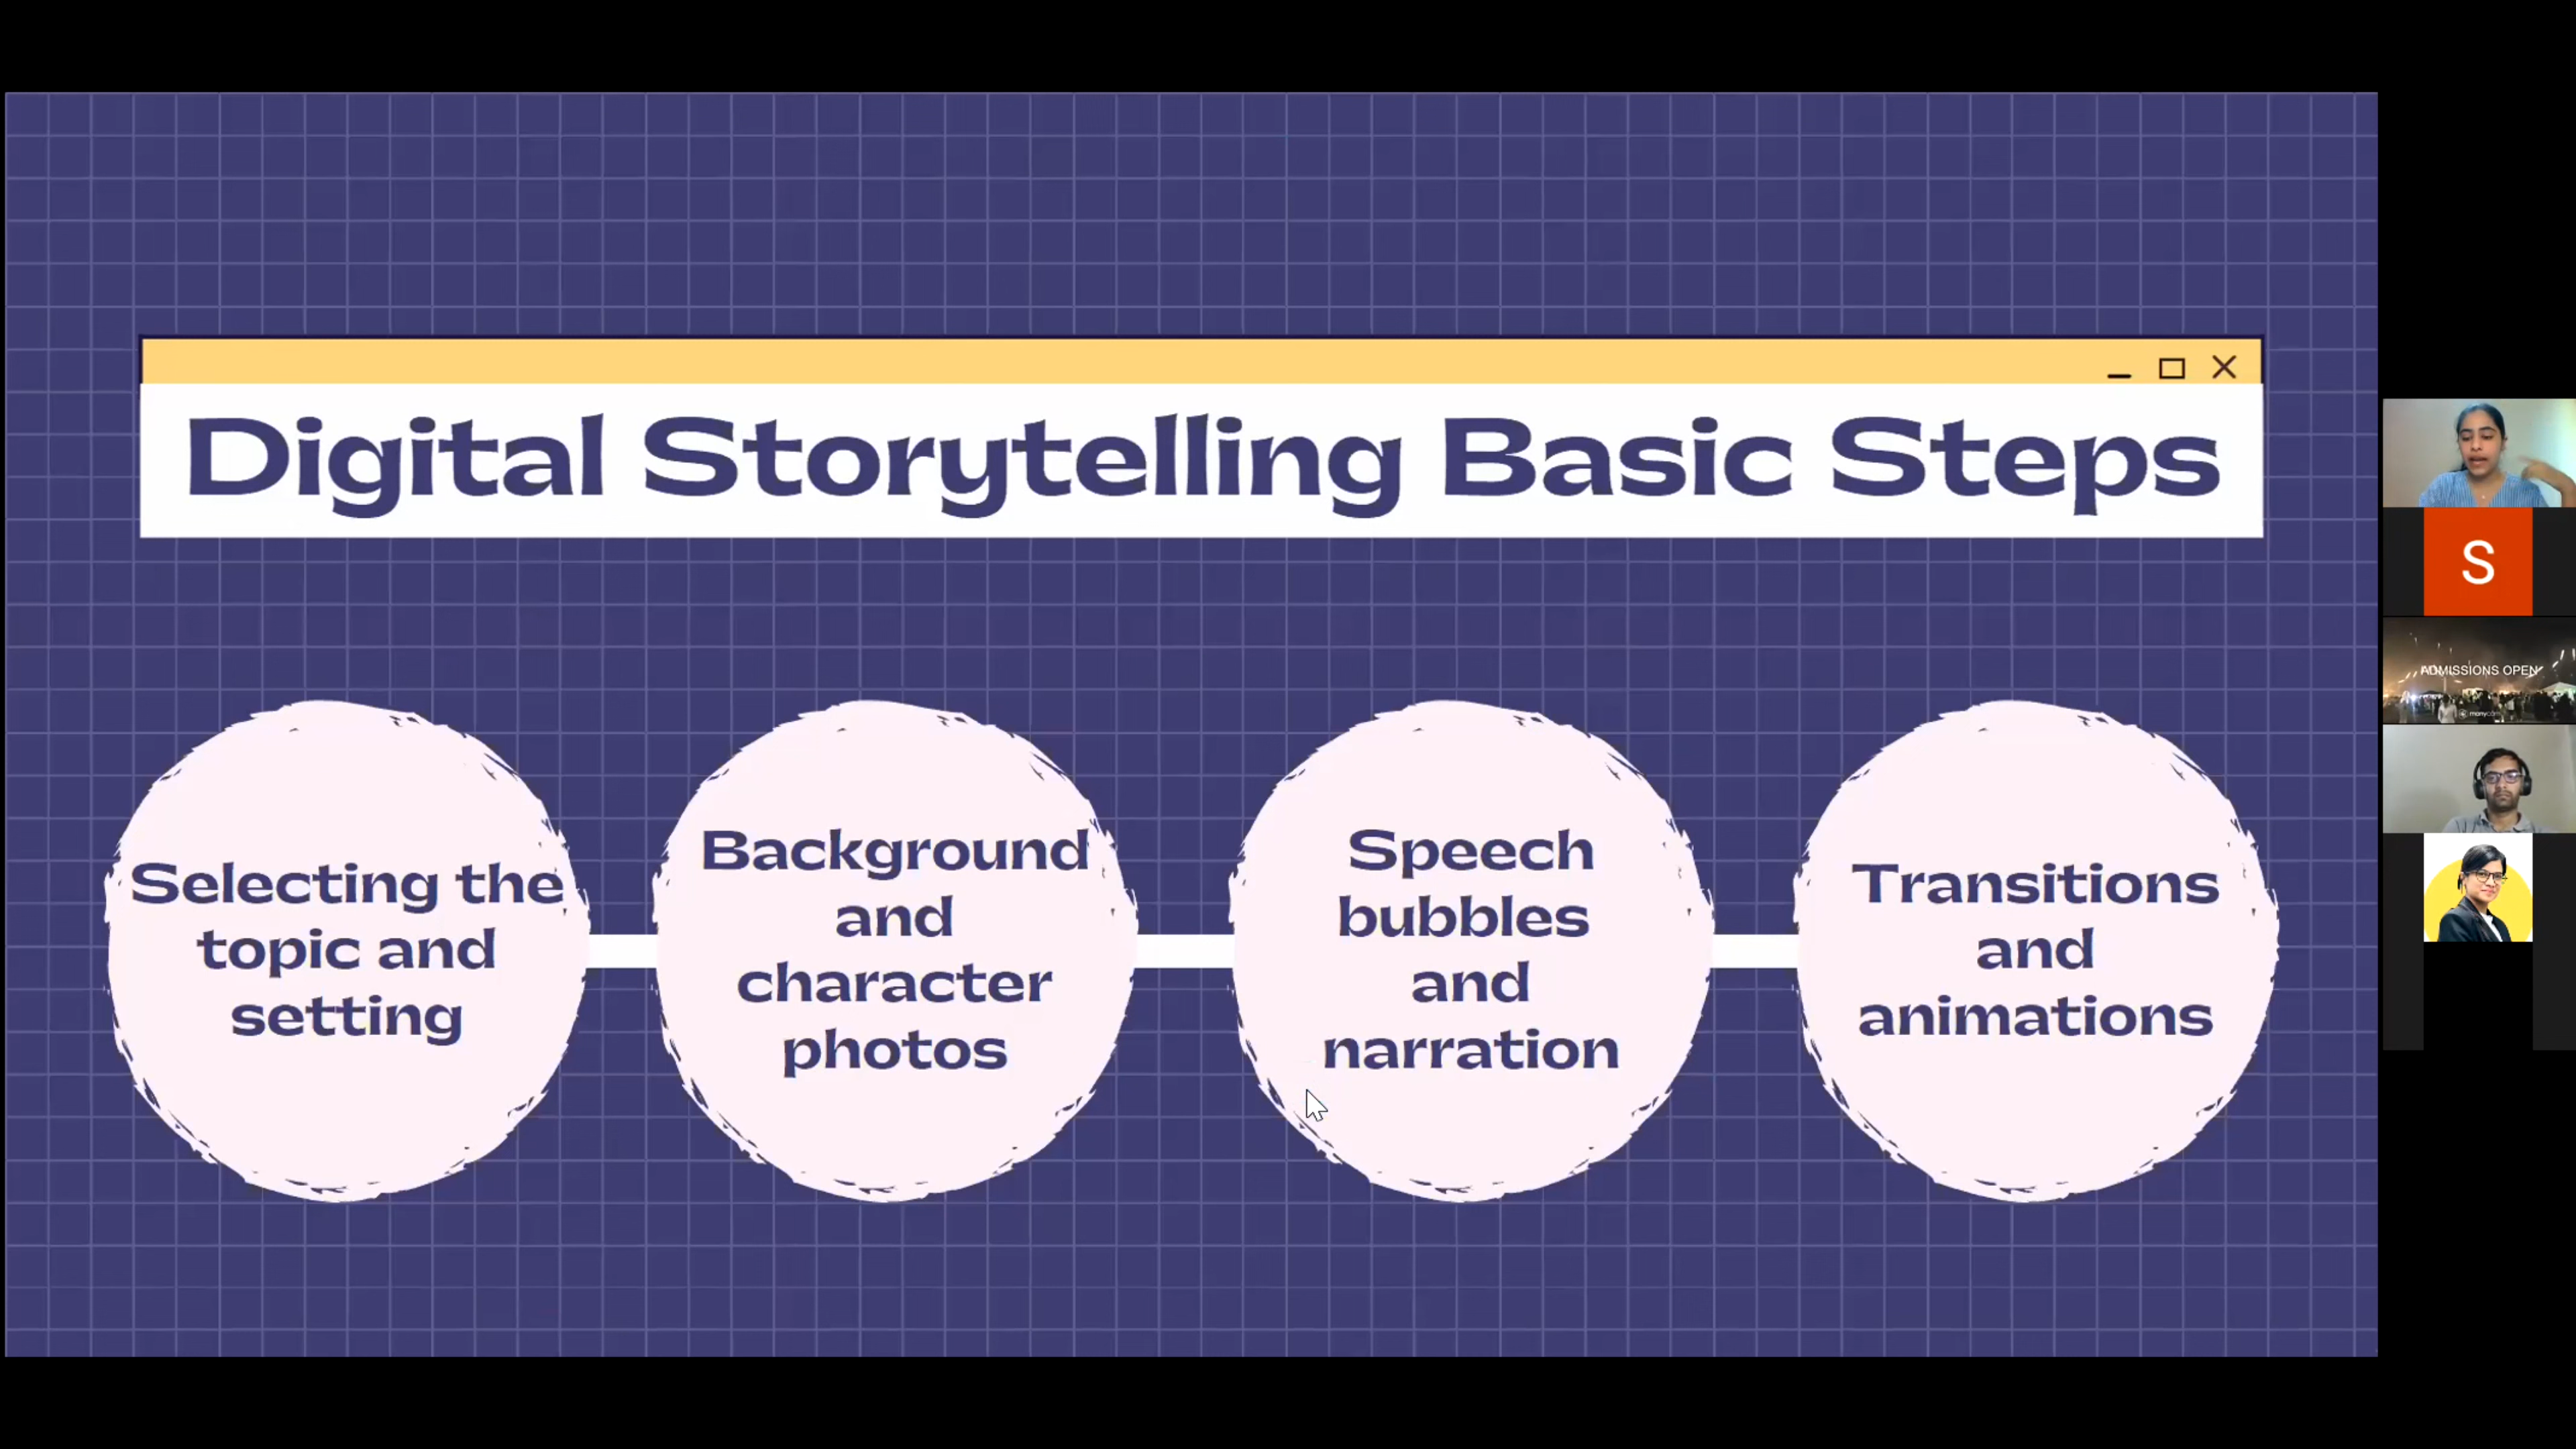 Digital Storytelling Basic Steps
Selecting the
topic and
setting
Background
and
character
photos
Speech
bubbles
and
narration
Transitions
and
animations
S
ADMISSIONS OPEN
manycam